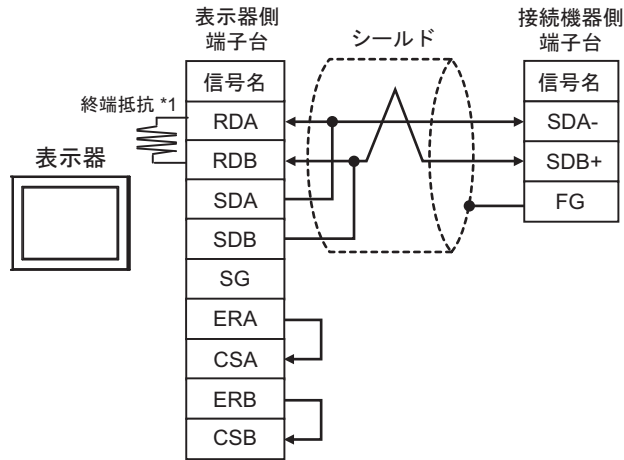 表示器側
端子台
シールド
接続機器側
端子台
信号名
信号名
終端抵抗 *1
RDA
SDA-
表示器
RDB
SDB+
SDA
FG
SDB
SG
ERA
CSA
ERB
CSB